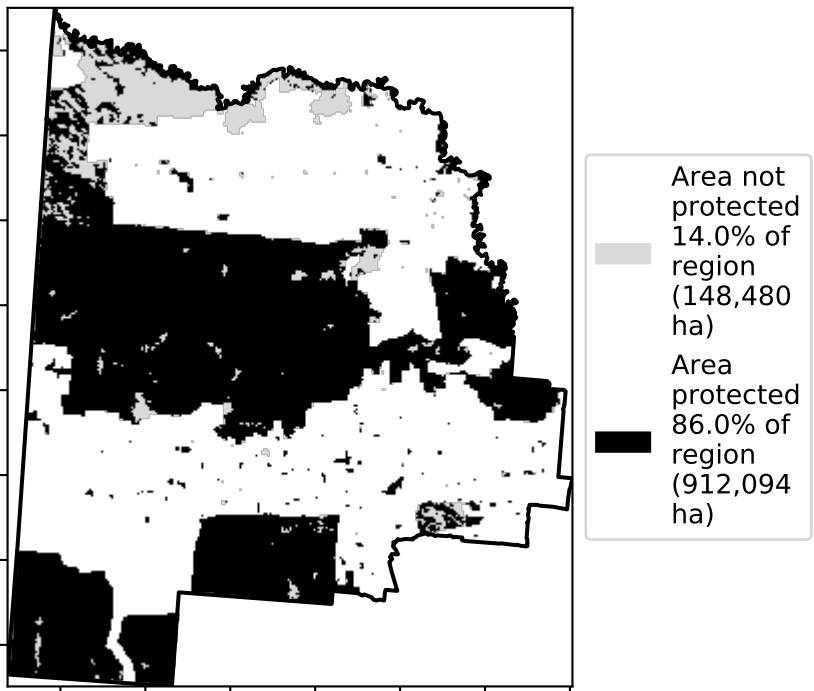 Area not
protected
14.0% of
region
(148,480
ha)
Area
protected
86.0% of
region
(912,094
ha)